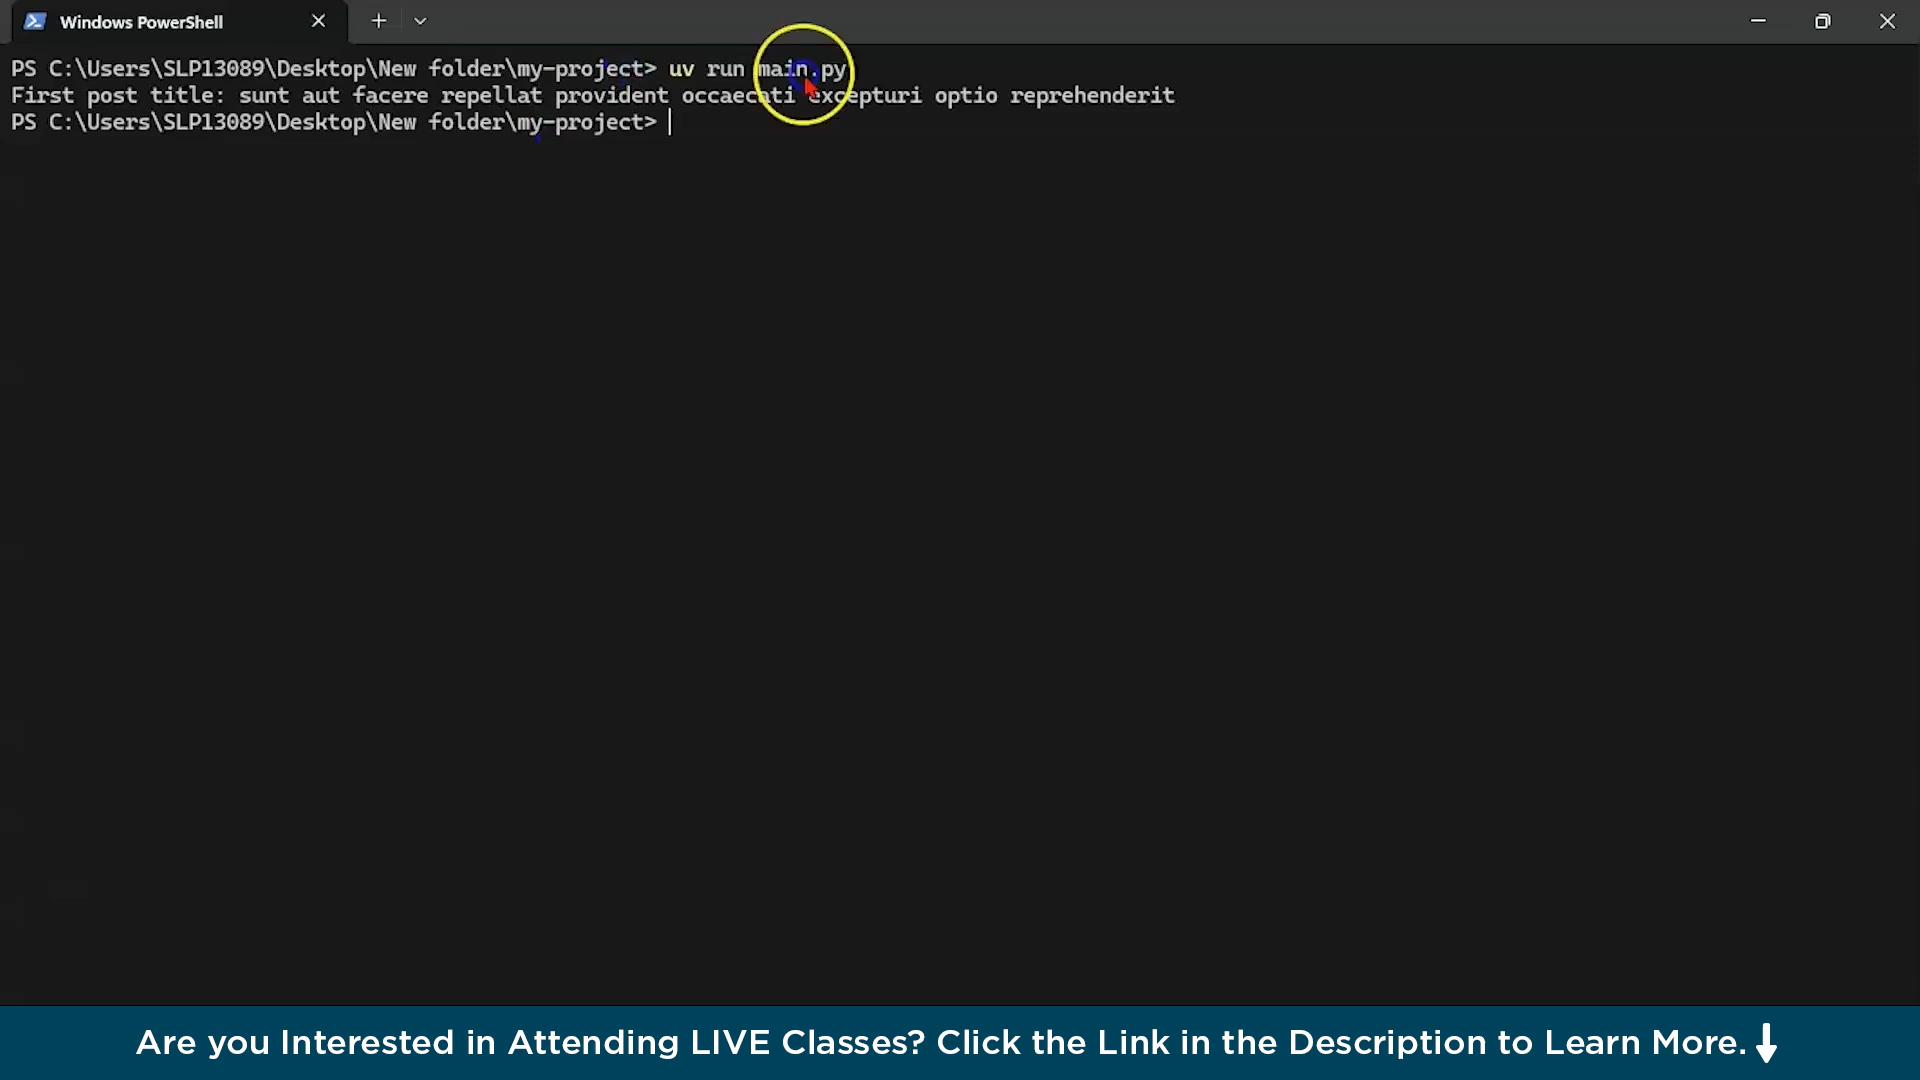 Windows PowerShell
PS C:\Users\SLP13089\Desktop\New folder\my-project> uv run main.py
First post title: sunt aut facere repellat provident occaecati excepturi optio reprehenderit
PS C:\Users\SLP13089\Desktop\New folder\my-project>
Are you Interested in Attending LIVE Classes? Click the Link in the Description to Learn More.